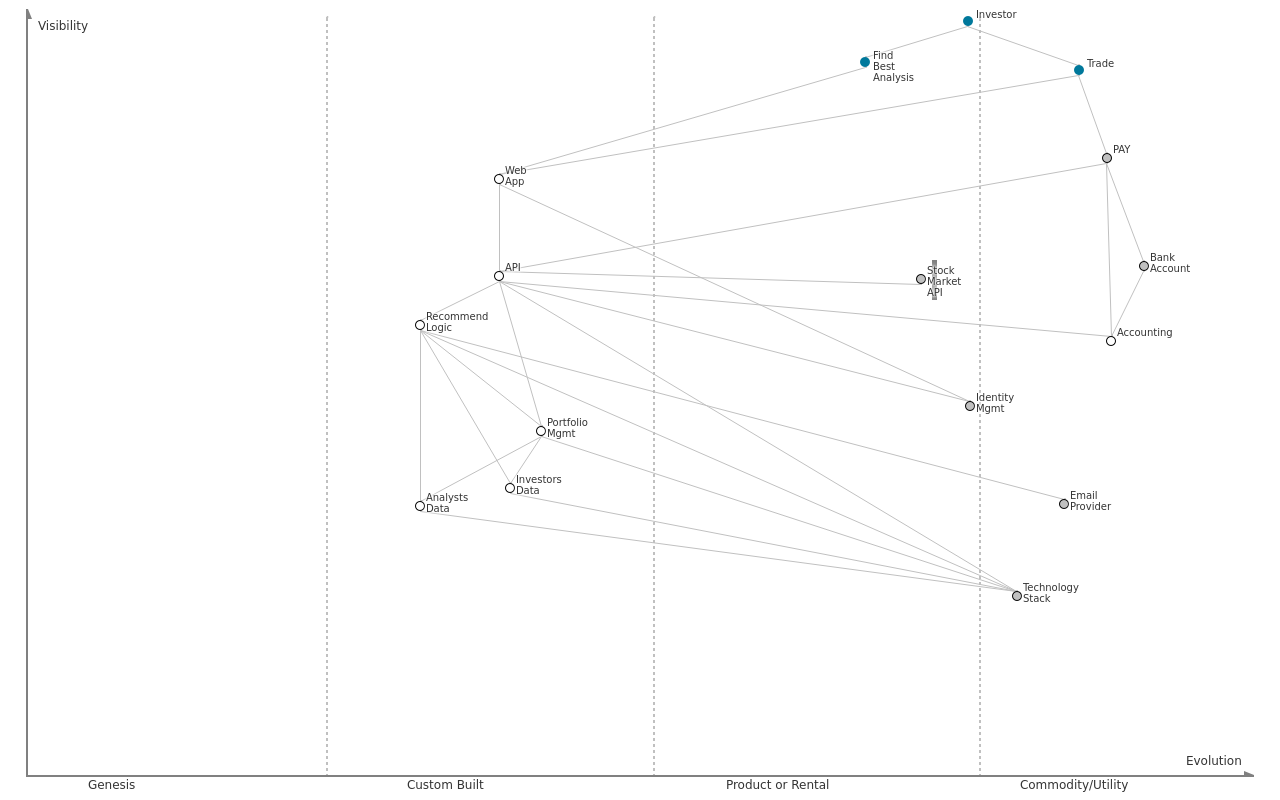 Visibility
Investor
Find
Best
Analysis
Trade
PAY
Web
App
Bank
Account
API
Stock
Market
API
Recommend
Logic
Accounting
Identity
Mgmt
Portfolio
Mgmt
Investors
Data
Analysts
Data
Email
Provider
Technology
Stack
Evolution
Genesis
Custom Built
Product or Rental
Commodity/Utility